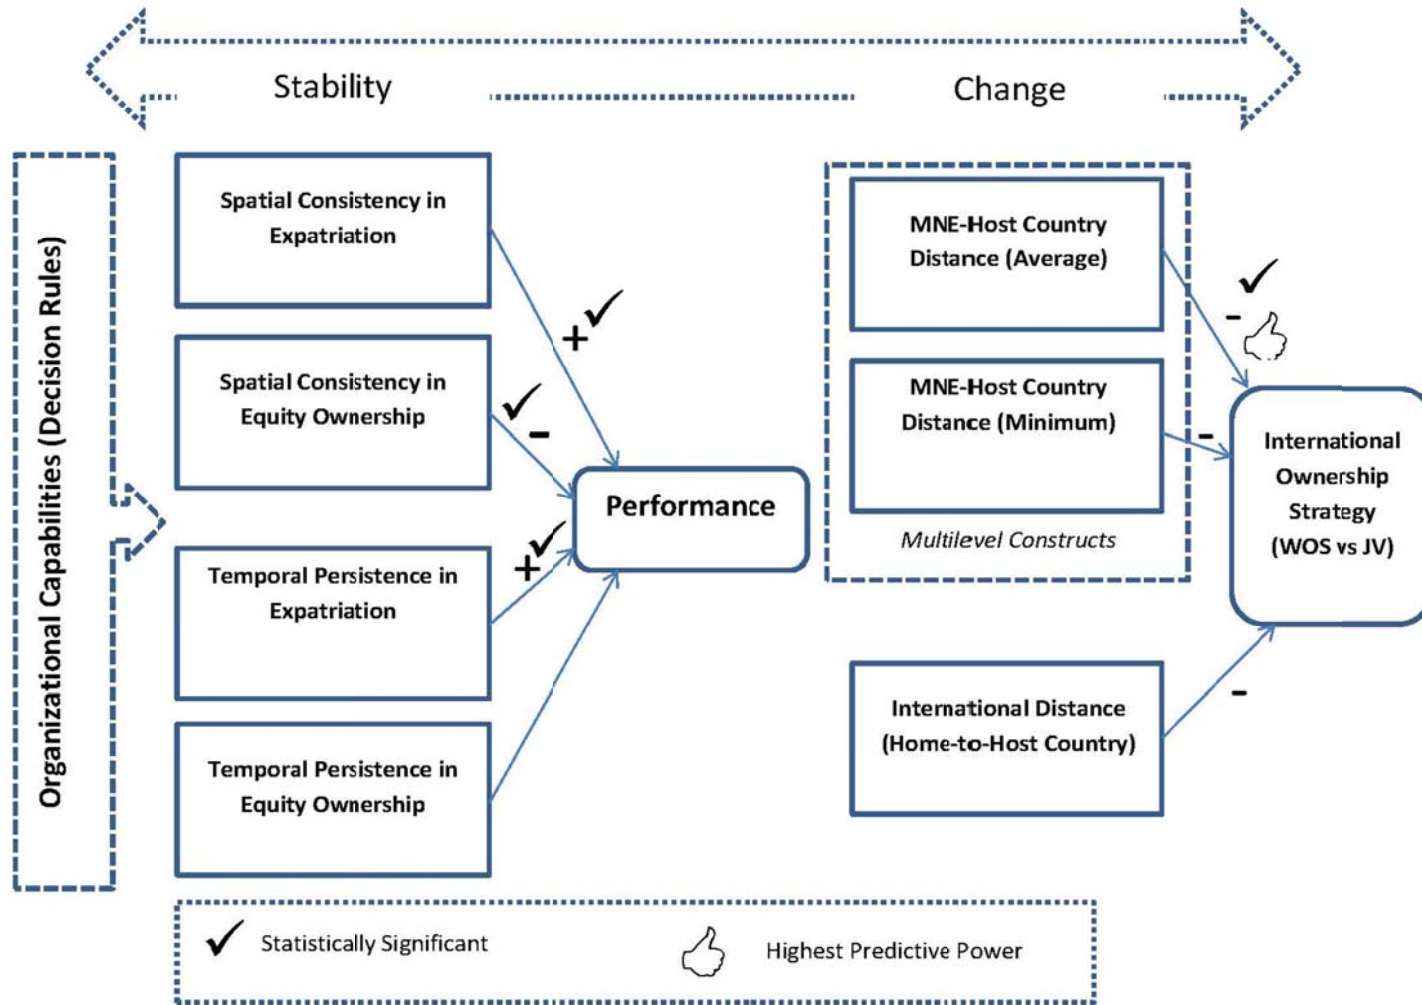 Stability
Change
Organizational Capabilities (Decision Rules)
Spatial Consistency in
Expatriation
Spatial Consistency in
Equity Ownership
Temporal Persistence in
Expatriation
Temporal Persistence in
Equity Ownership
+
-
+
Performance
MNE-Host Country
Distance (Average)
MNE-Host Country
Distance (Minimum)
Multilevel Constructs
International Distance
(Home-to-Host Country)
-
-
-
International
Ownership
Strategy
(WOS vs JV)
Statistically Significant
Highest Predictive Power